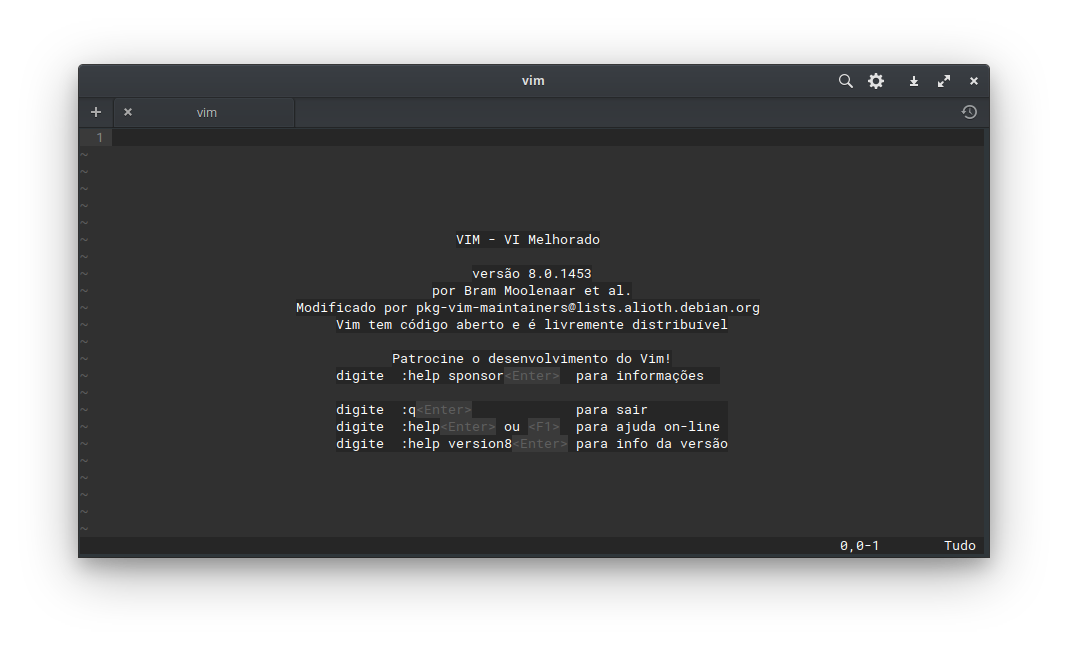 vim
vim
1
~
~
~
~
~
~ VIM - VI Melhorado
~
~ versão 8.0.1453
~ por Bram Moolenaar et al.
~ Modificado por pkg-vim-maintainers@lists.alioth.debian.org
~ Vim tem código aberto e é livremente distribuível
~
~ Patrocine o desenvolvimento do Vim!
~ digite :help sponsor<Enter> para informações
~
~ digite :q<Enter> para sair
~ digite :help<Enter> ou <F1> para ajuda on-line
~ digite :help version8<Enter> para info da versão
~
~
~
~
~
0,0-1 Tudo